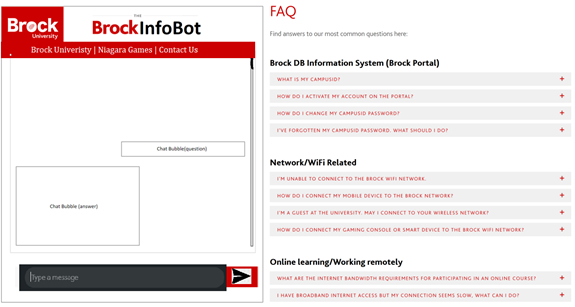 Brock
University
THE
BrockInfoBot
Brock Univeristy | Niagara Games | Contact Us
Chat Bubble(question)
Chat Bubble (answer)
Type a message
FAQ
Find answers to our most common questions here:
Brock DB Information System (Brock Portal)
WHAT IS MY CAMPUSID?
HOW DO I ACTIVATE MY ACCOUNT ON THE PORTAL?
HOW DO I CHANGE MY CAMPUSID PASSWORD?
I'VE FORGOTTEN MY CAMPUSID PASSWORD. WHAT SHOULD I DO?
Network/WiFi Related
I'M UNABLE TO CONNECT TO THE BROCK WIFI NETWORK.
HOW DO I CONNECT MY MOBILE DEVICE TO THE BROCK NETWORK?
I'M A GUEST AT THE UNIVERSITY. MAY I CONNECT TO YOUR WIRELESS NETWORK?
HOW DO I CONNECT MY GAMING CONSOLE OR SMART DEVICE TO THE BROCK WIFI NETWORK?
Online learning/Working remotely
WHAT ARE THE INTERNET BANDWIDTH REQUIREMENTS FOR PARTICIPATING IN AN ONLINE COURSE?
I HAVE BROADBAND INTERNET ACCESS BUT MY CONNECTION SEEMS SLOW, WHAT CAN I DO?